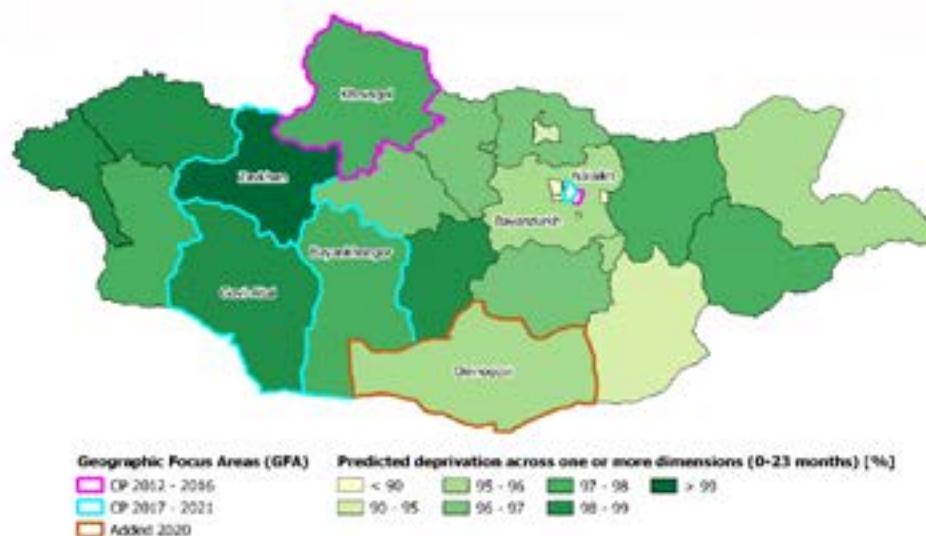 Khuvsgul
Zavkhan
Nalaikh
Bayanzurkh
Bayankhongor
Govi-Altai
Umnugovi
Geographic Focus Areas (GFA)
CP 2012 - 2016
CP 2017 - 2021
Added 2020
Predicted deprivation across one or more dimensions (0-23 months) [%]
< 90
90 - 95
95 - 96
96 - 97
97 - 98
98 - 99
> 99